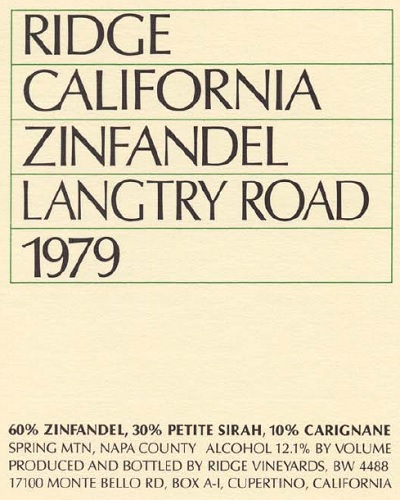 RIDGE
CALIFORNIA
ZINFANDEL
LANGTRY ROAD
1979
60% ZINFANDEL, 30% PETITE SIRAH, 10% CARIGNANE
SPRING MTN, NAPA COUNTY ALCOHOL 12.1% BY VOLUME
PRODUCED AND BOTTLED BY RIDGE VINEYARDS, BW 4488
17100 MONTE BELLO RD, BOX A-I, CUPERTINO, CALIFORNIA